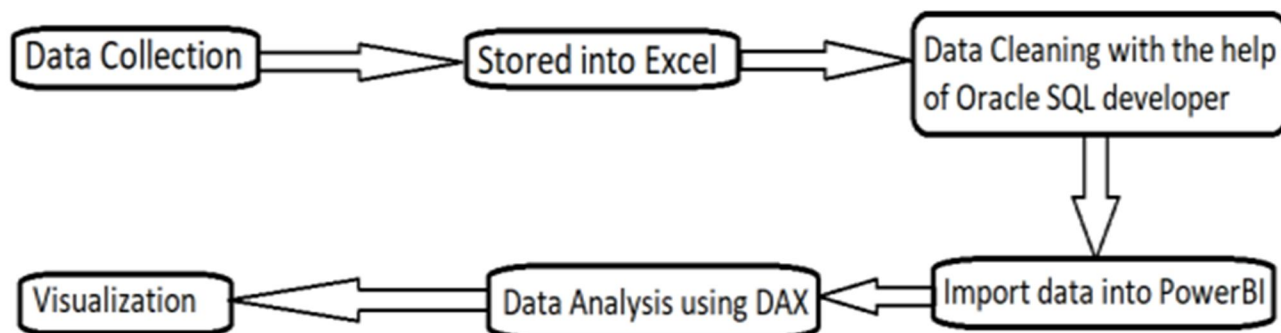 Data Collection
Stored into Excel
Data Cleaning with the help
of Oracle SQL developer
Import data into PowerBI
Data Analysis using DAX
Visualization